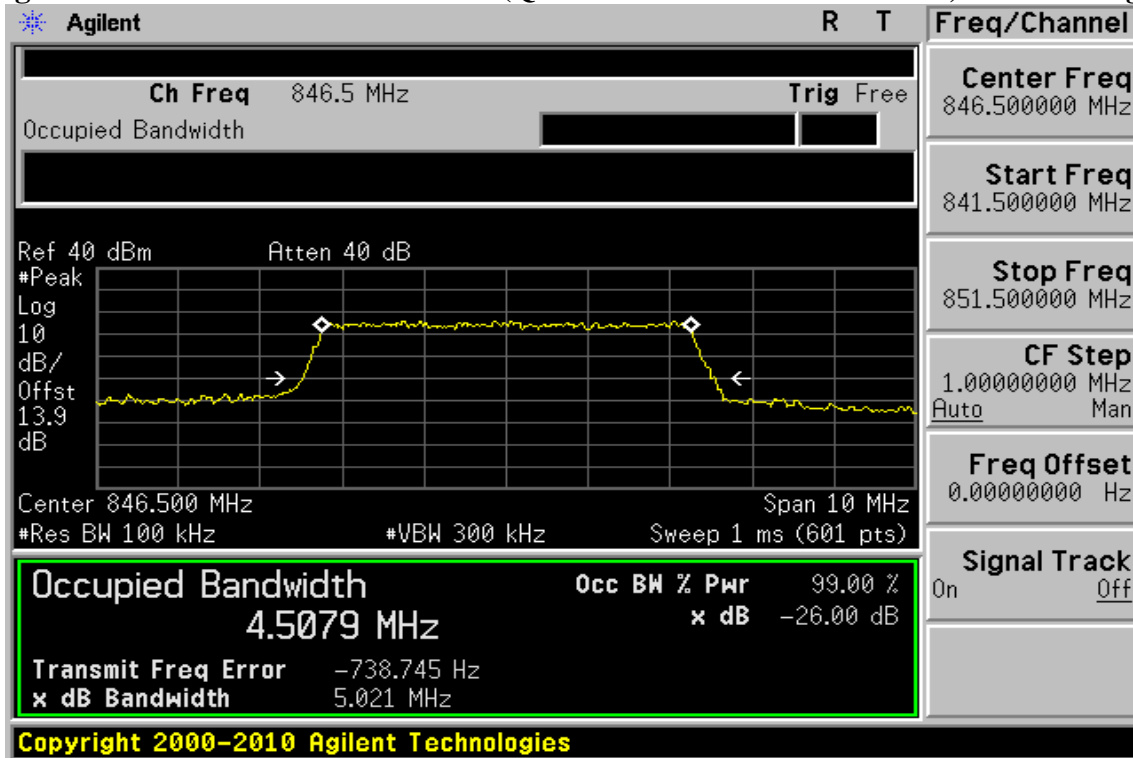 Agilent R T
Freq/Channel
Ch Freq 846.5 MHz Trig Free
Occupied Bandwidth
Center Freq
846.500000 MHz
Start Freq
841.500000 MHz
Stop Freq
851.500000 MHz
CF Step
1.00000000 MHz
Auto Man
Freq Offset
0.00000000 Hz
Signal Track
On Off
Ref 40 dBm Atten 40 dB
#Peak
Log
10
dB/
Offst
13.9
dB
Center 846.500 MHz Span 10 MHz
#Res BW 100 kHz #VBW 300 kHz Sweep 1 ms (601 pts)
Occupied Bandwidth
4.5079 MHz
Occ BW % Pwr 99.00 %
x dB -26.00 dB
Transmit Freq Error -738.745 Hz
x dB Bandwidth 5.021 MHz
Copyright 2000-2010 Agilent Technologies